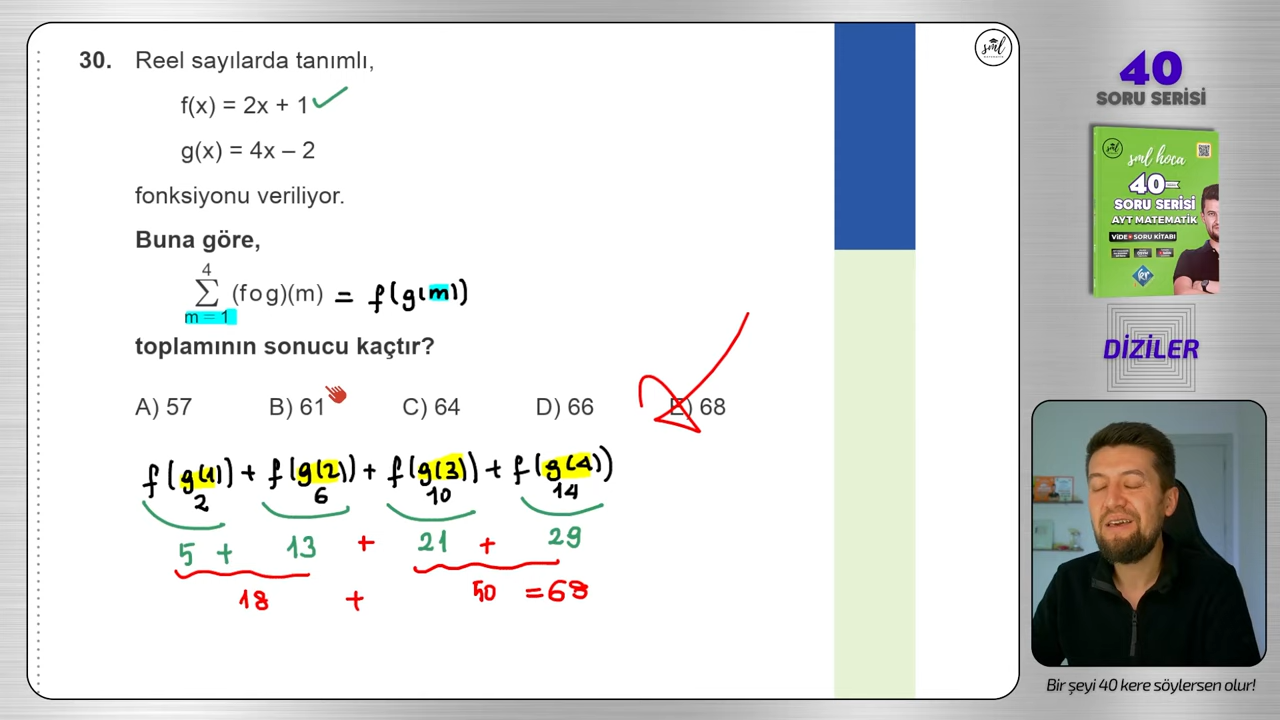 30. Reel sayılarda tanımlı,
f(x) = 2x + 1
g(x) = 4x – 2
fonksiyonu veriliyor.
Buna göre,
4
∑ (fog)(m) = f(g(m))
m = 1
toplamının sonucu kaçtır?
A) 57 B) 61 C) 64 D) 66 E) 68
f(g(1)) + f(g(2)) + f(g(3)) + f(g(4))
2 6 10 14
5 + 13 + 21 + 29
18 + 50 = 68
sml
40
SORU SERİSİ
sml hoca
40
SORU SERİSİ
AYT MATEMATİK
VİDEO SORU KİTABI
DİZİLER
Bir şeyi 40 kere söylersen olur!